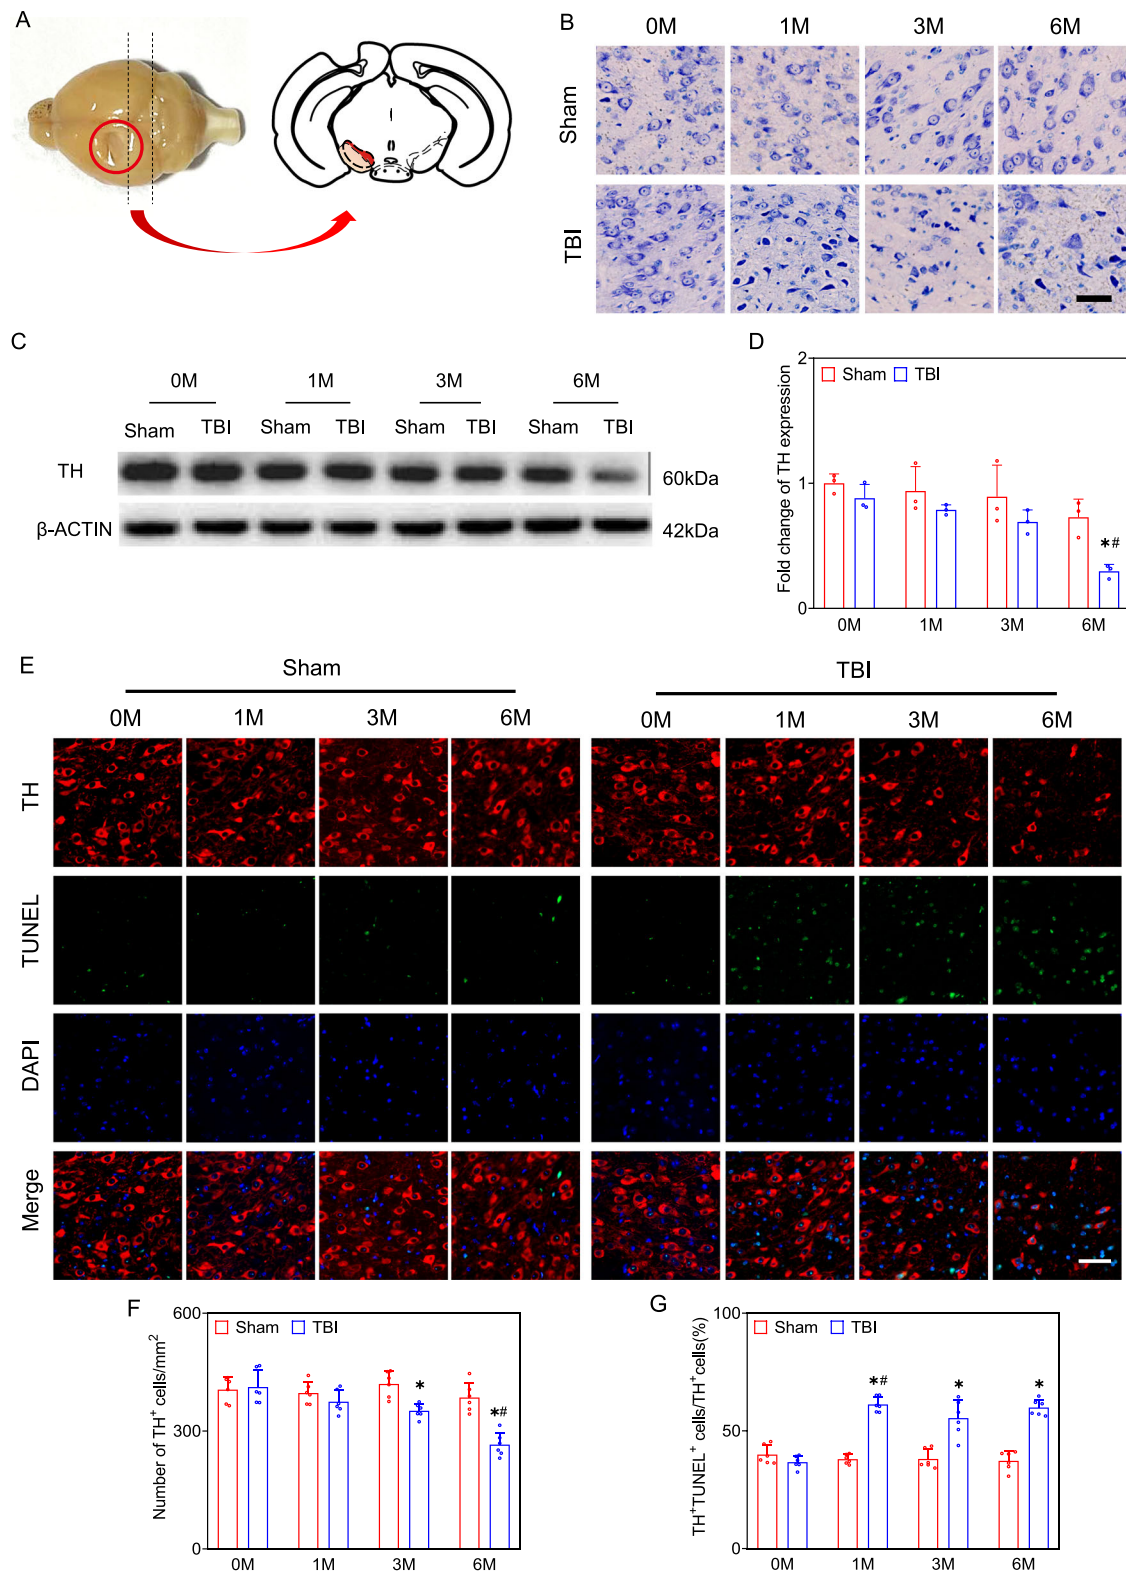 A
B
0M 1M 3M 6M
Sham
TBI
C
0M 1M 3M 6M
Sham TBI Sham TBI Sham TBI Sham TBI
TH 60kDa
β-ACTIN 42kDa
D
Sham TBI
Fold change of TH expression
2
1
0
*#
0M 1M 3M 6M
E
Sham TBI
0M 1M 3M 6M 0M 1M 3M 6M
TH
TUNEL
DAPI
Merge
F
Sham TBI
Number of TH⁺ cells/mm²
600
300
0
*
*#
0M 1M 3M 6M
G
Sham TBI
TH⁺TUNEL⁺ cells/TH⁺cells(%)
100
50
0
*#
*
*
0M 1M 3M 6M